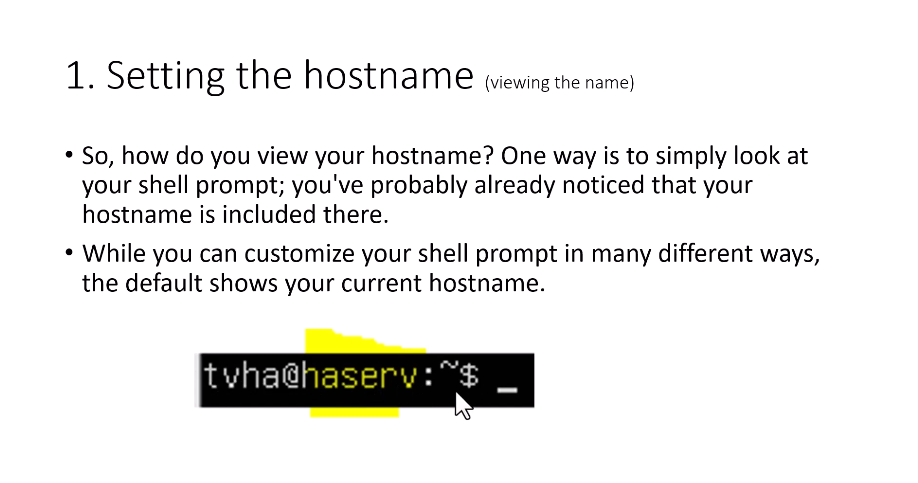 1. Setting the hostname (viewing the name)
• So, how do you view your hostname? One way is to simply look at
your shell prompt; you've probably already noticed that your
hostname is included there.
• While you can customize your shell prompt in many different ways,
the default shows your current hostname.
tvha@haserv:~$ _